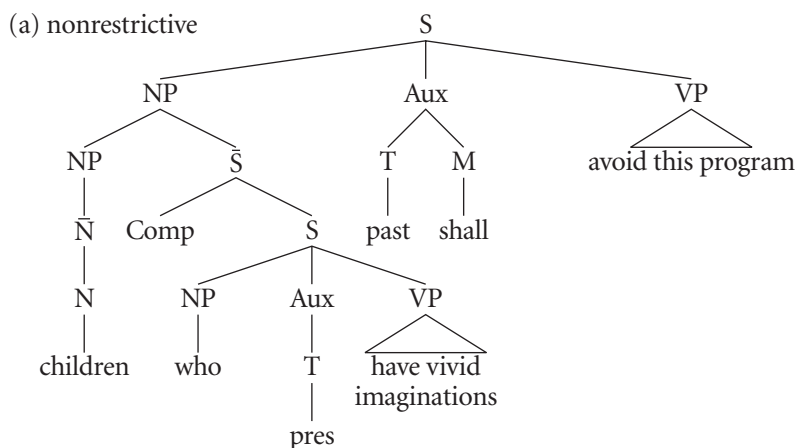 (a) nonrestrictive S
NP Aux VP
NP S̄ T M avoid this program
N̄ Comp S past shall
N NP Aux VP
children who T have vivid
imaginations
pres